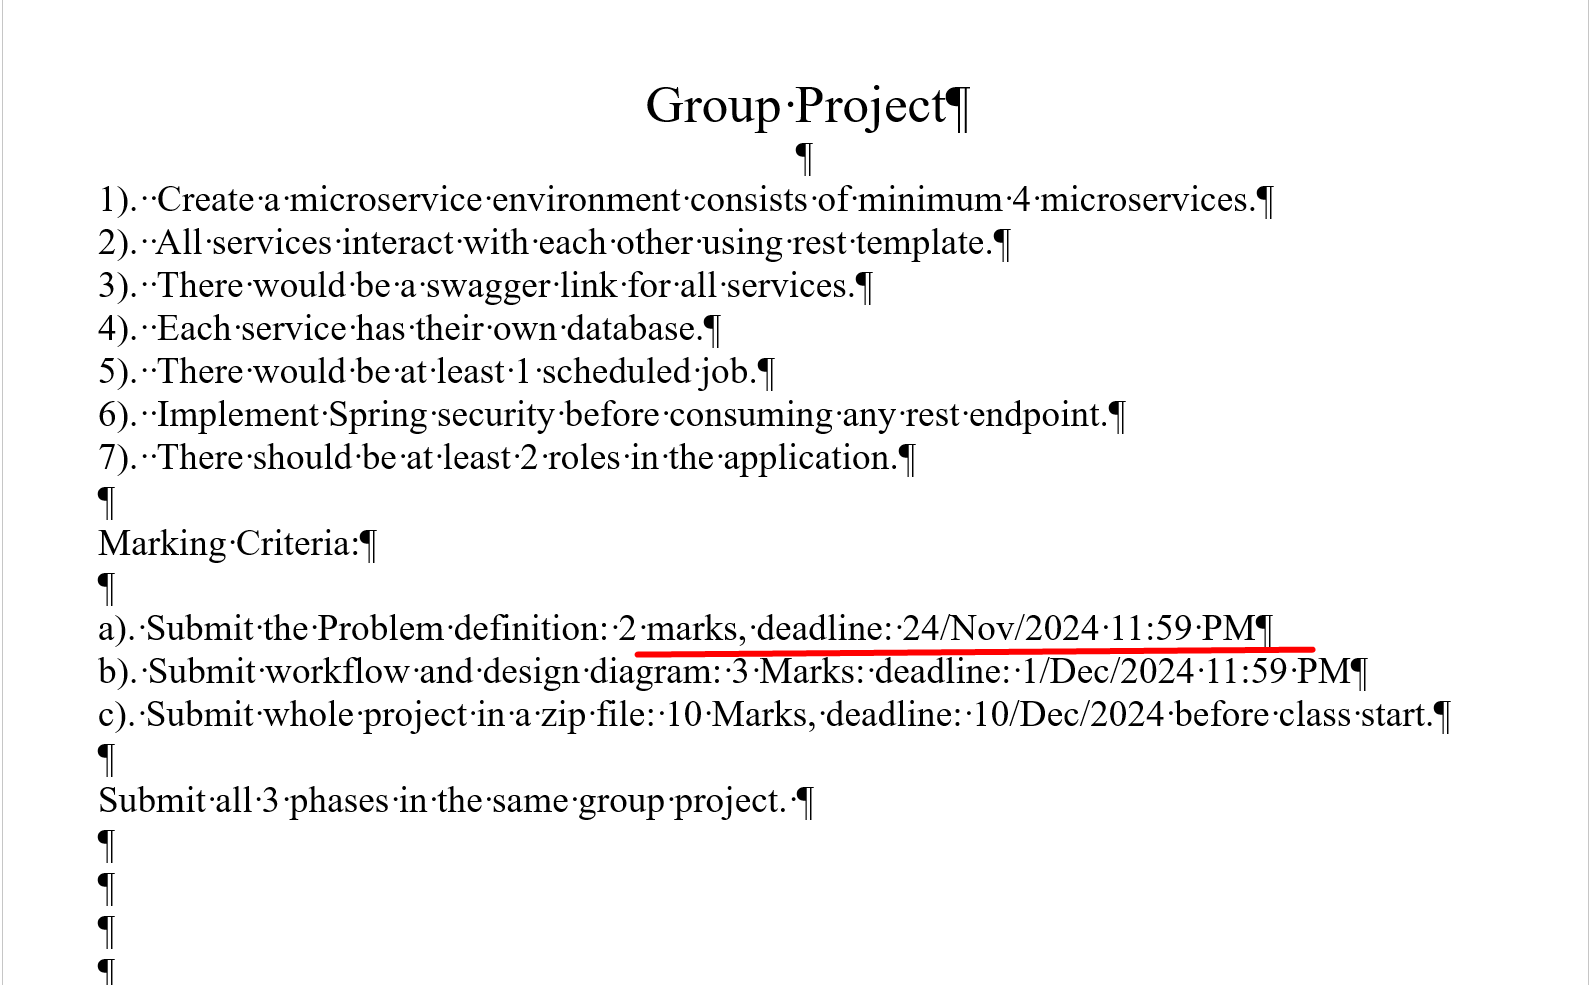 Group Project
1).  Create a microservice environment consists of minimum 4 microservices.
2).  All services interact with each other using rest template.
3).  There would be a swagger link for all services.
4).  Each service has their own database.
5).  There would be at least 1 scheduled job.
6).  Implement Spring security before consuming any rest endpoint.
7).  There should be at least 2 roles in the application.
Marking Criteria:
a). Submit the Problem definition: 2 marks, deadline: 24/Nov/2024 11:59 PM
b). Submit workflow and design diagram: 3 Marks: deadline: 1/Dec/2024 11:59 PM
c). Submit whole project in a zip file: 10 Marks, deadline: 10/Dec/2024 before class start.
Submit all 3 phases in the same group project.